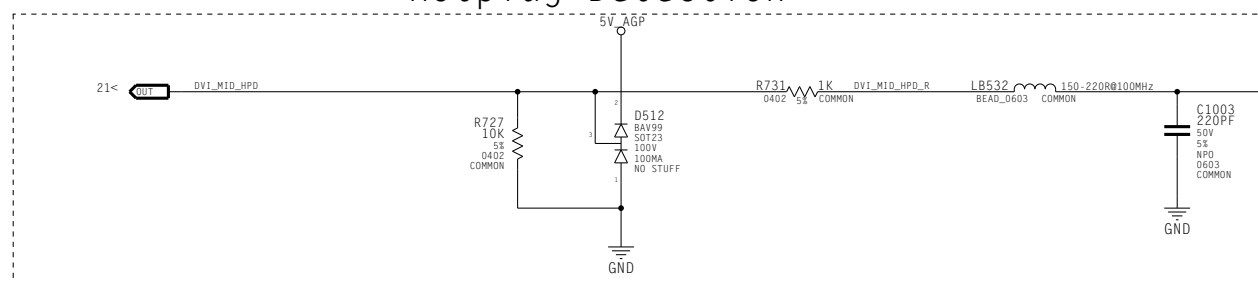 5V_AGP
21<
OUT
DVI_MID_HPD
R731
1K
0402
5%
COMMON
DVI_MID_HPD_R
LB532
150-220R@100MHz
BEAD_0603
COMMON
R727
10K
5%
0402
COMMON
2
3
1
D512
BAV99
SOT23
100V
100MA
NO STUFF
C1003
220PF
50V
5%
NPO
0603
COMMON
GND
GND